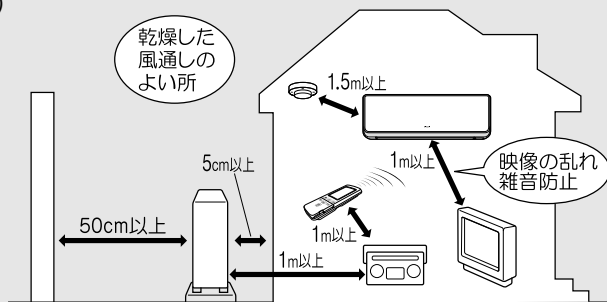 乾燥した
風通しの
よい所
1.5m以上
1m以上
映像の乱れ
雑音防止
5cm以上
50cm以上
1m以上
1m以上